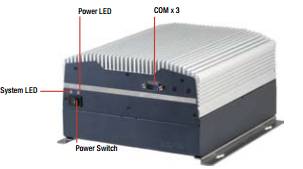 Power LED
COM x 3
System LED
Power Switch